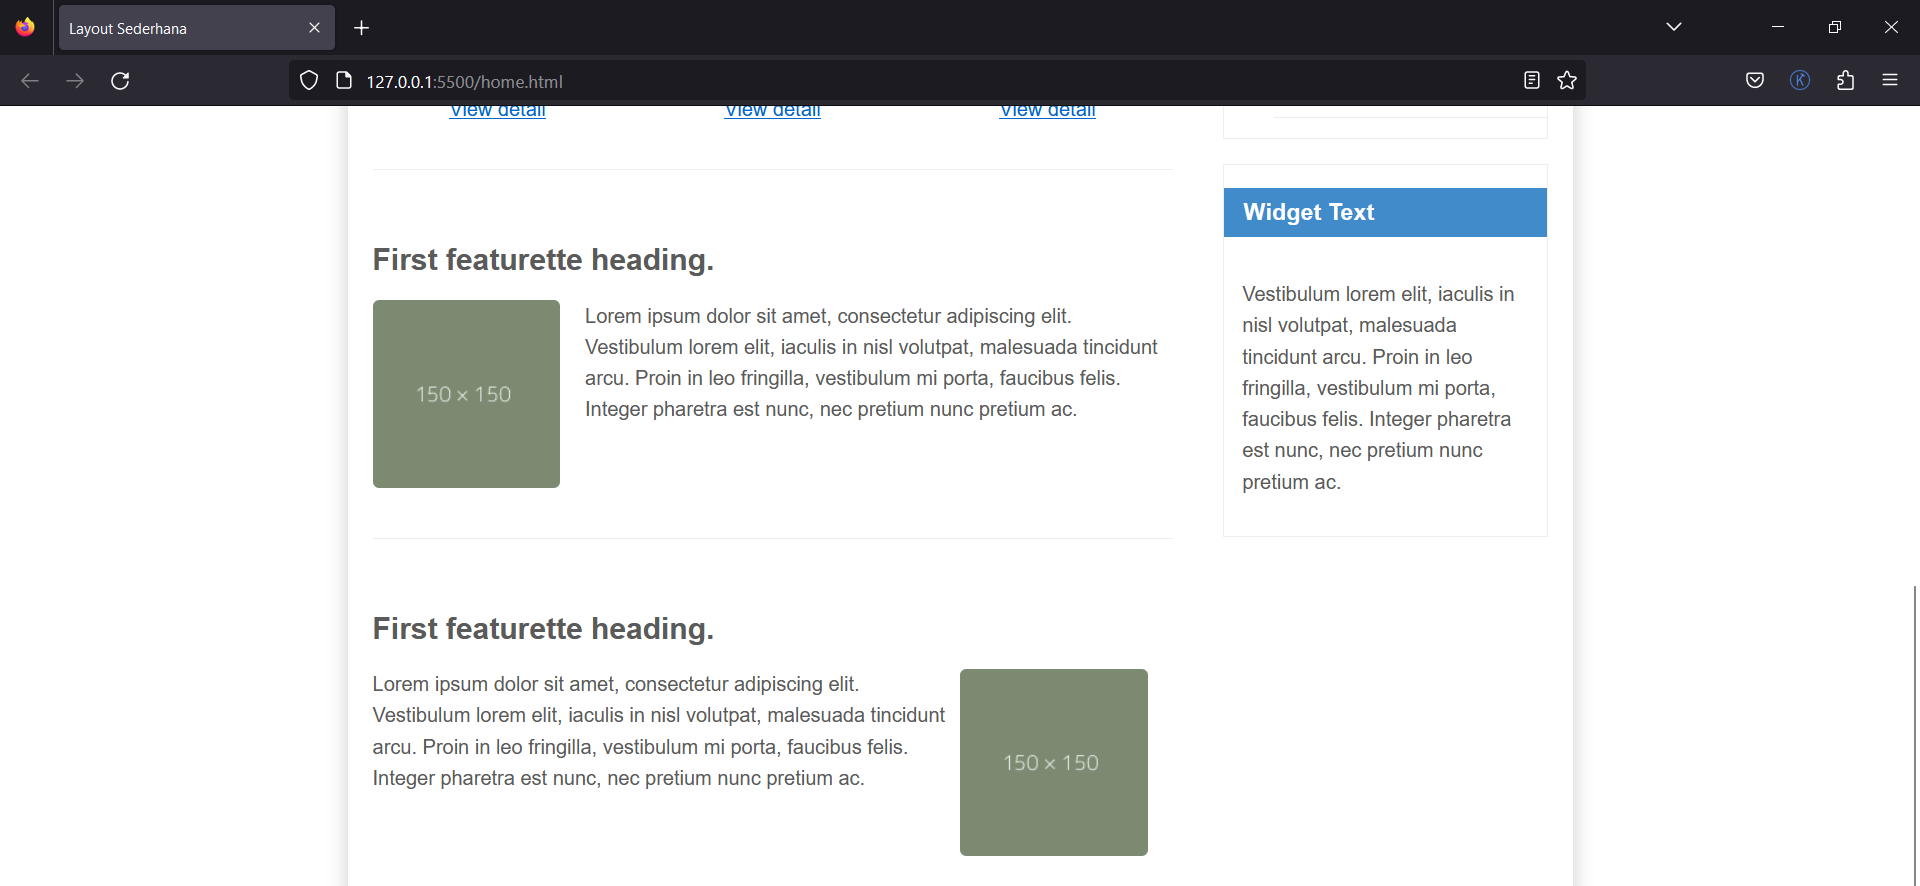 Layout Sederhana
127.0.0.1:5500/home.html
View detail View detail View detail
First featurette heading.
150 × 150
Lorem ipsum dolor sit amet, consectetur adipiscing elit.
Vestibulum lorem elit, iaculis in nisl volutpat, malesuada tincidunt
arcu. Proin in leo fringilla, vestibulum mi porta, faucibus felis.
Integer pharetra est nunc, nec pretium nunc pretium ac.
First featurette heading.
Lorem ipsum dolor sit amet, consectetur adipiscing elit.
Vestibulum lorem elit, iaculis in nisl volutpat, malesuada tincidunt
arcu. Proin in leo fringilla, vestibulum mi porta, faucibus felis.
Integer pharetra est nunc, nec pretium nunc pretium ac.
150 × 150
Widget Text
Vestibulum lorem elit, iaculis in
nisl volutpat, malesuada
tincidunt arcu. Proin in leo
fringilla, vestibulum mi porta,
faucibus felis. Integer pharetra
est nunc, nec pretium nunc
pretium ac.